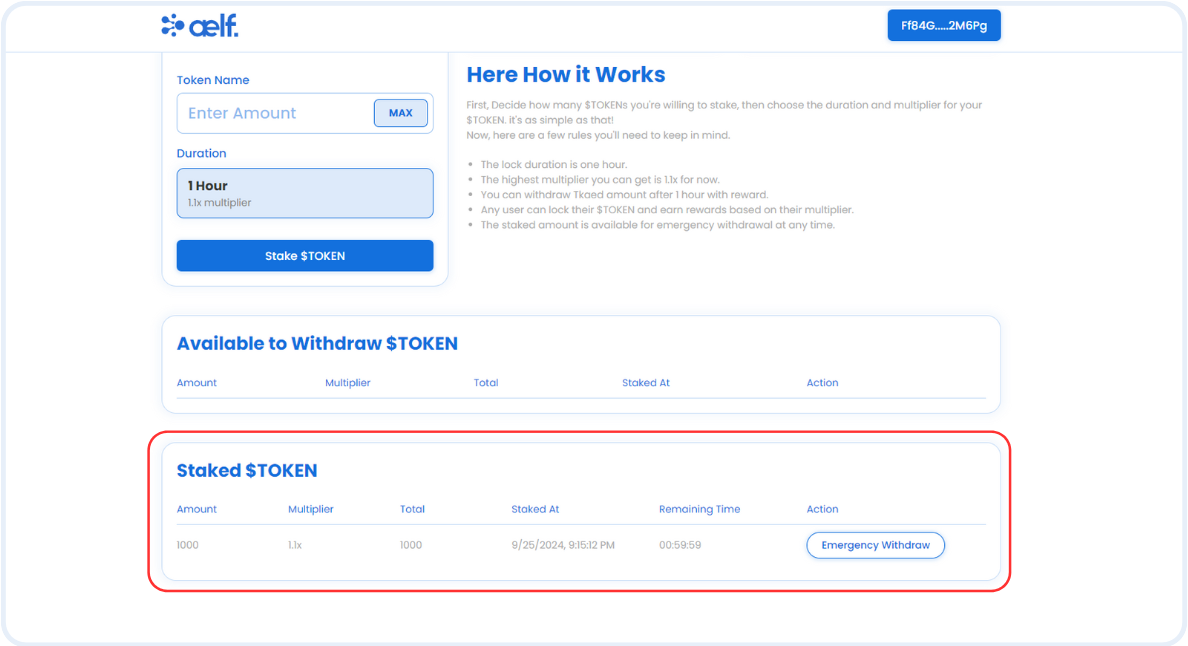 aelf.
Ff84G.....2M6Pg
Token Name
Enter Amount
MAX
Duration
1 Hour
1.1x multiplier
Stake $TOKEN
Here How it Works
First, Decide how many $TOKENs you're willing to stake, then choose the duration and multiplier for your
$TOKEN. it's as simple as that!
Now, here are a few rules you'll need to keep in mind.
• The lock duration is one hour.
• The highest multiplier you can get is 1.1x for now.
• You can withdraw Tkaed amount after 1 hour with reward.
• Any user can lock their $TOKEN and earn rewards based on their multiplier.
• The staked amount is available for emergency withdrawal at any time.
Available to Withdraw $TOKEN
Amount Multiplier Total Staked At Action
Staked $TOKEN
Amount Multiplier Total Staked At Remaining Time Action
1000 1.1x 1000 9/25/2024, 9:15:12 PM 00:59:59 Emergency Withdraw